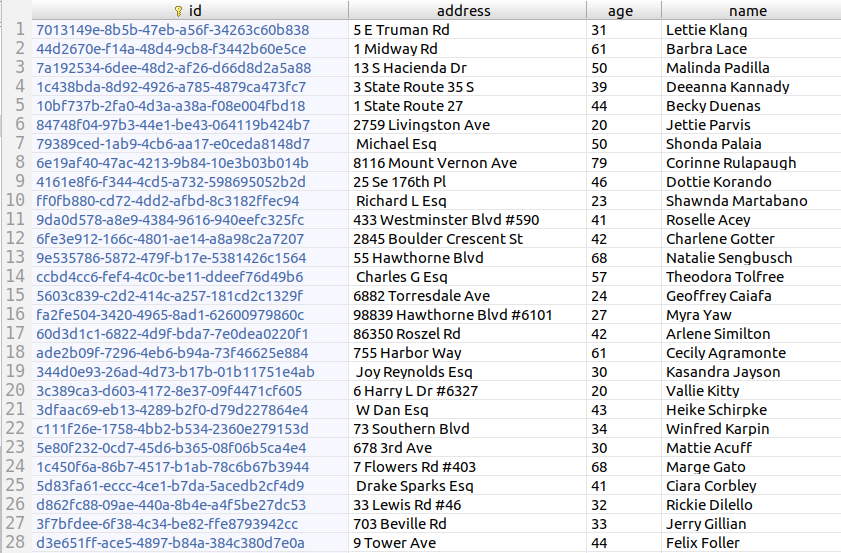 id address age name
1 7013149e-8b5b-47eb-a56f-34263c60b838 5 E Truman Rd 31 Lettie Klang
2 44d2670e-f14a-48d4-9cb8-f3442b60e5ce 1 Midway Rd 61 Barbra Lace
3 7a192534-6dee-48d2-af26-d66d8d2a5a88 13 S Hacienda Dr 50 Malinda Padilla
4 1c438bda-8d92-4926-a785-4879ca473fc7 3 State Route 35 S 39 Deeanna Kannady
5 10bf737b-2fa0-4d3a-a38a-f08e004fbd18 1 State Route 27 44 Becky Duenas
6 84748f04-97b3-44e1-be43-064119b424b7 2759 Livingston Ave 20 Jettie Parvis
7 79389ced-1ab9-4cb6-aa17-e0ceda8148d7 Michael Esq 50 Shonda Palaia
8 6e19af40-47ac-4213-9b84-10e3b03b014b 8116 Mount Vernon Ave 79 Corinne Rulapaugh
9 4161e8f6-f344-4cd5-a732-598695052b2d 25 Se 176th Pl 46 Dottie Korando
10 ff0fb880-cd72-4dd2-afbd-8c3182ffec94 Richard L Esq 23 Shawnda Martabano
11 9da0d578-a8e9-4384-9616-940eefc325fc 433 Westminster Blvd #590 41 Roselle Acey
12 6fe3e912-166c-4801-ae14-a8a98c2a7207 2845 Boulder Crescent St 42 Charlene Gotter
13 9e535786-5872-479f-b17e-5381426c1564 55 Hawthorne Blvd 68 Natalie Sengbusch
14 ccbd4cc6-fef4-4c0c-be11-ddeef76d49b6 Charles G Esq 57 Theodora Tolfree
15 5603c839-c2d2-414c-a257-181cd2c1329f 6882 Torresdale Ave 24 Geoffrey Caiafa
16 fa2fe504-3420-4965-8ad1-62600979860c 98839 Hawthorne Blvd #6101 27 Myra Yaw
17 60d3d1c1-6822-4d9f-bda7-7e0dea0220f1 86350 Roszel Rd 42 Arlene Similton
18 ade2b09f-7296-4eb6-b94a-73f46625e884 755 Harbor Way 61 Cecily Agramonte
19 344d0e93-26ad-4d73-b17b-01b11751e4ab Joy Reynolds Esq 30 Kasandra Jayson
20 3c389ca3-d603-4172-8e37-09f4471cf605 6 Harry L Dr #6327 20 Vallie Kitty
21 3dfaac69-eb13-4289-b2f0-d79d227864e4 W Dan Esq 43 Heike Schirpke
22 c111f26e-1758-4bb2-b534-2360e279153d 73 Southern Blvd 34 Winfred Karpin
23 5e80f232-0cd7-45d6-b365-08f06b5ca4e4 678 3rd Ave 30 Mattie Acuff
24 1c450f6a-86b7-4517-b1ab-78c6b67b3944 7 Flowers Rd #403 68 Marge Gato
25 5d83fa61-eccc-4ce1-b7da-5acedb2cf4d9 Drake Sparks Esq 41 Ciara Corbley
26 d862fc88-09ae-440a-8b4e-a4f5be27dc53 33 Lewis Rd #46 32 Rickie Dilello
27 3f7bfdee-6f38-4c34-be82-ffe8793942cc 703 Beville Rd 33 Jerry Gillian
28 d3e651ff-ace5-4897-b84a-384c380d7e0a 9 Tower Ave 44 Felix Foller